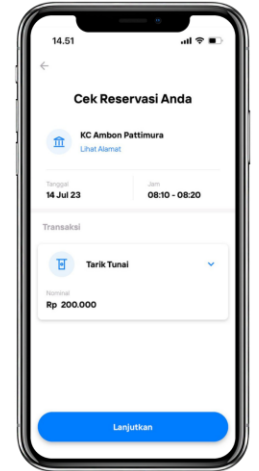 14.51
Cek Reservasi Anda
KC Ambon Pattimura
Lihat Alamat
Tanggal
Jam
14 Jul 23
08:10 - 08:20
Transaksi
Tarik Tunai
Nominal
Rp 200.000
Lanjutkan